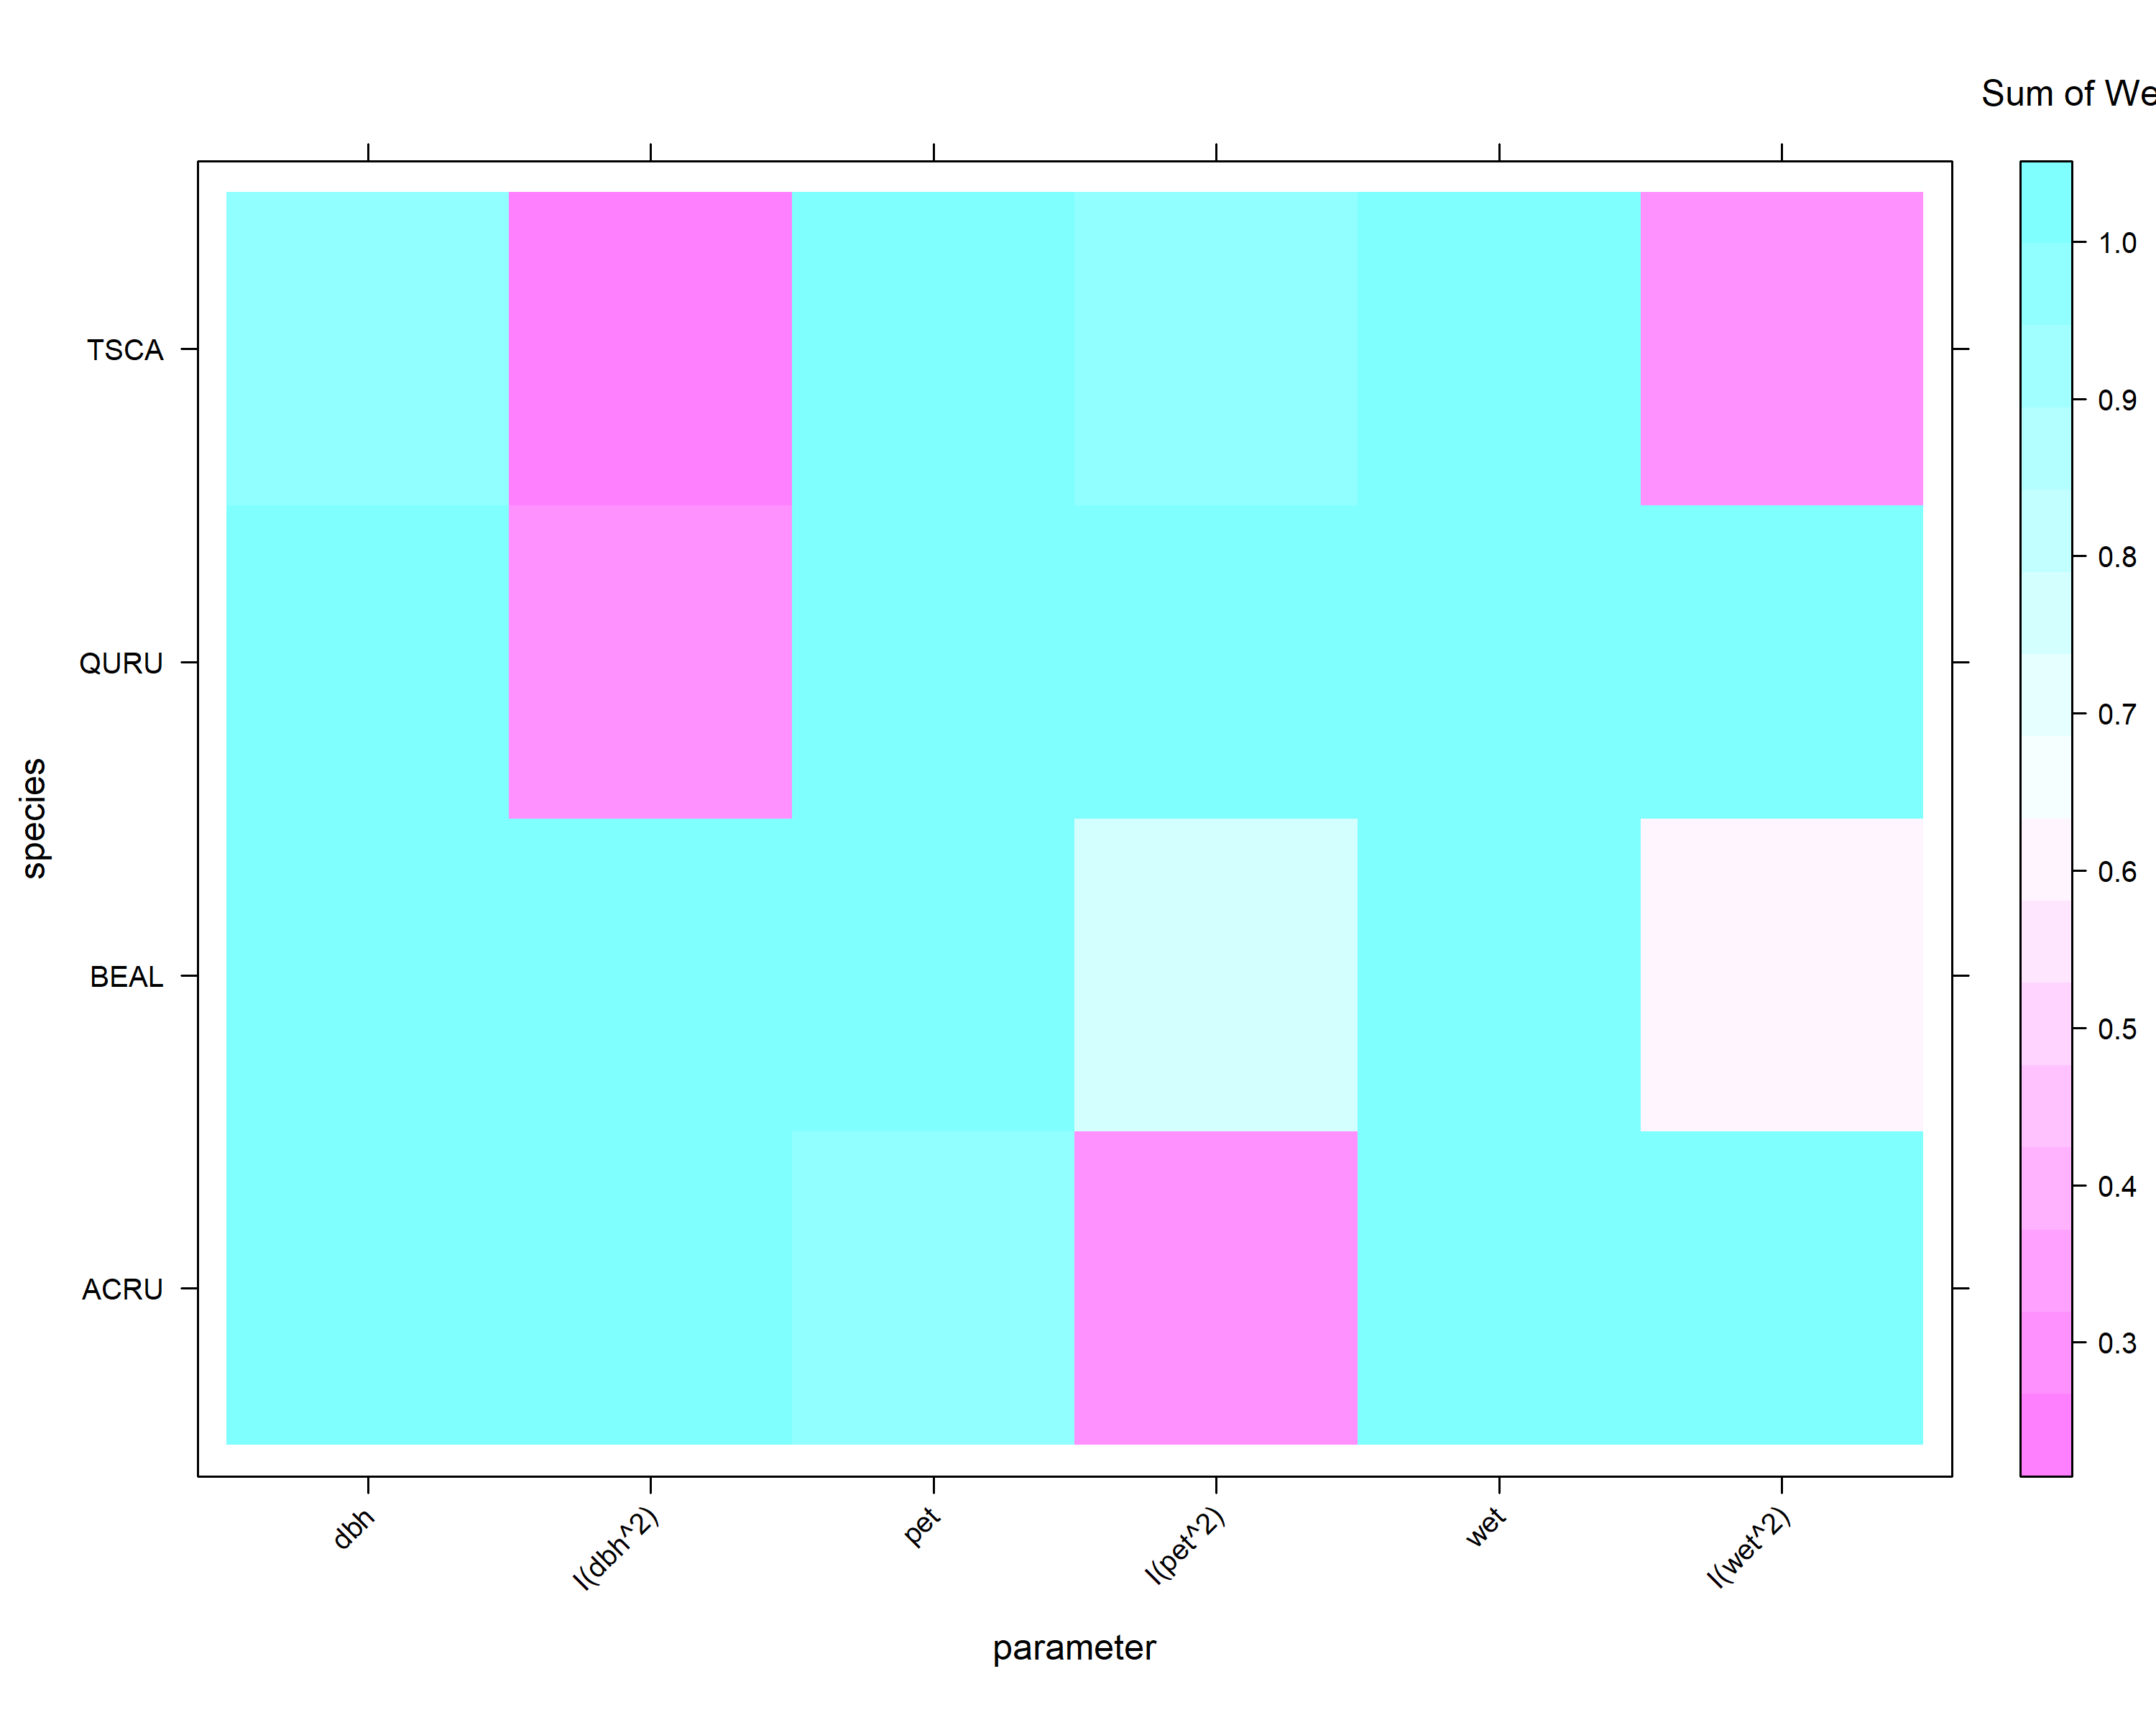 Sum of We
TSCA
QURU
BEAL
ACRU
species
1.0
0.9
0.8
0.7
0.6
0.5
0.4
0.3
dbh
I(dbh^2)
pet
I(pet^2)
wet
I(wet^2)
parameter